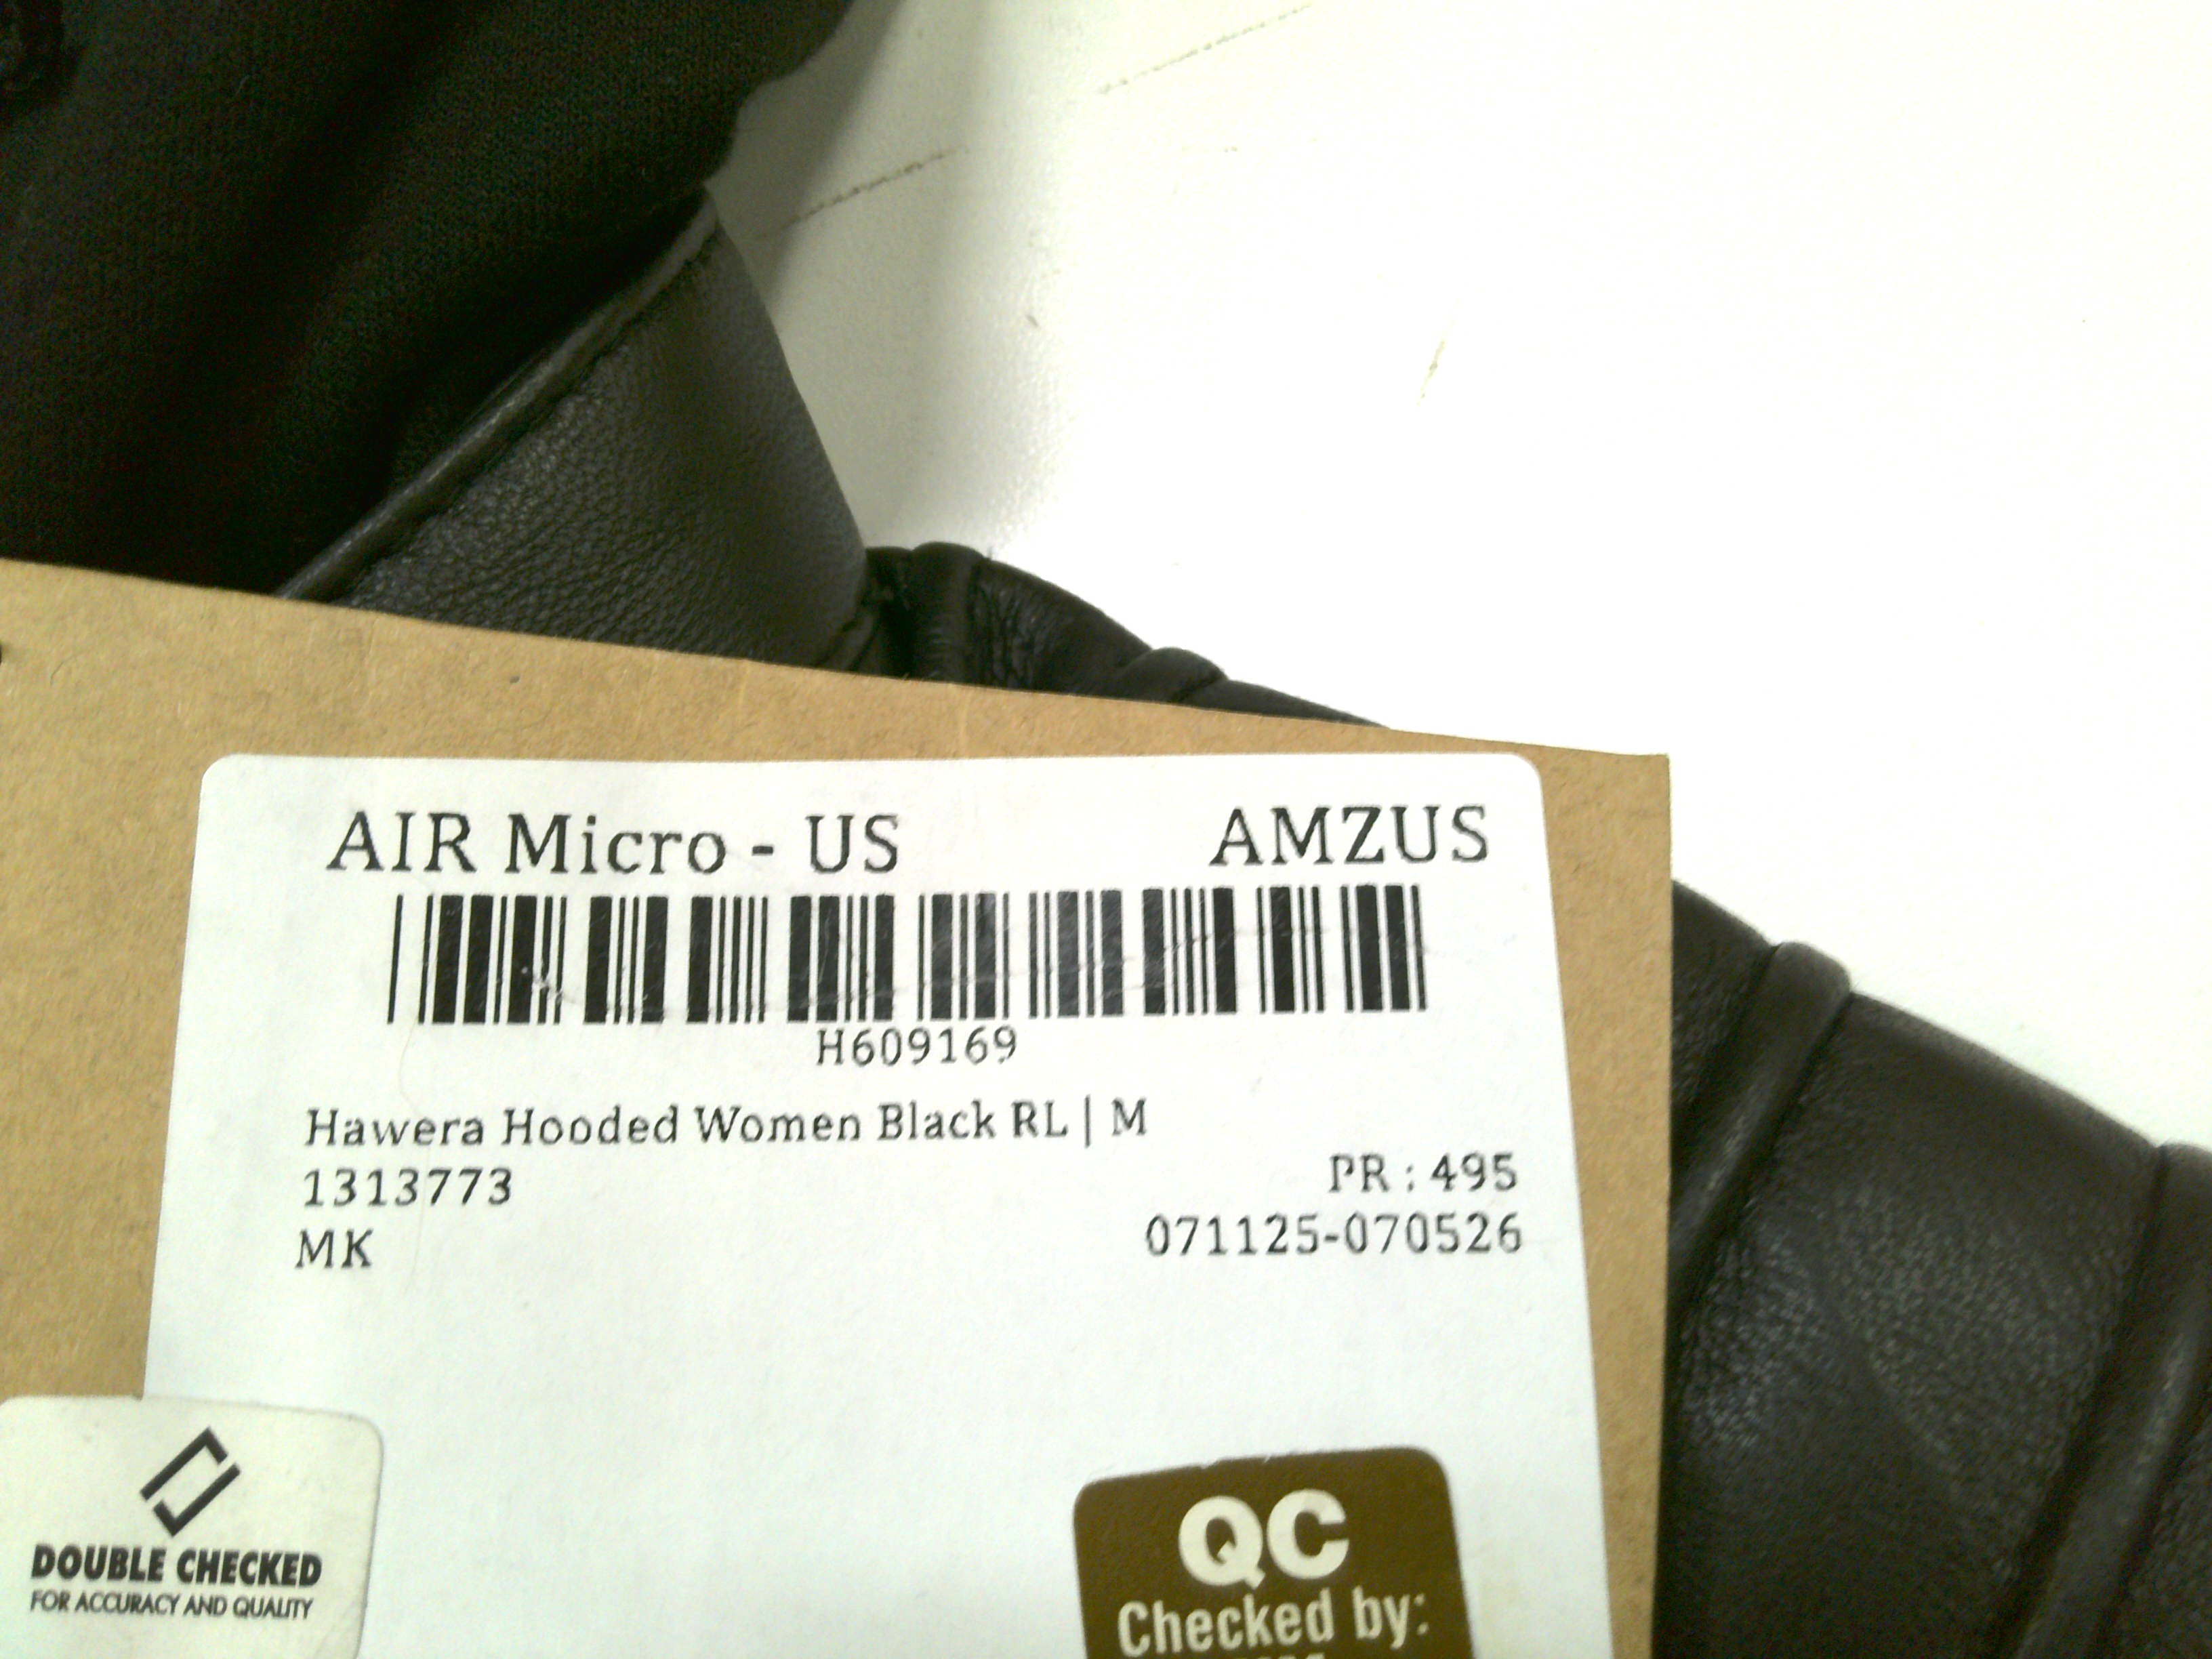 AIR Micro - US AMZUS
H609169
Hawera Hooded Women Black RL | M
1313773 PR : 495
MK 071125-070526
DOUBLE CHECKED
FOR ACCURACY AND QUALITY
QC
Checked by: